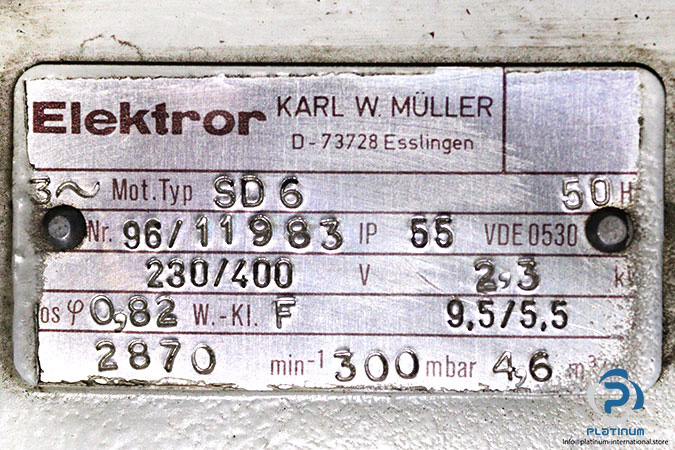 Elektror KARL W. MÜLLER
D-73728 Esslingen
3~ Mot.Typ SD 6 50 H
Nr. 96/11983 IP 55 VDE 0530
230/400 V 2,3 k
os φ 0,82 W.-Kl. F 9,5/5,5
2870 min-1 300 mbar 4,6 m³/
PLATINUM
Info@platinum-international.store